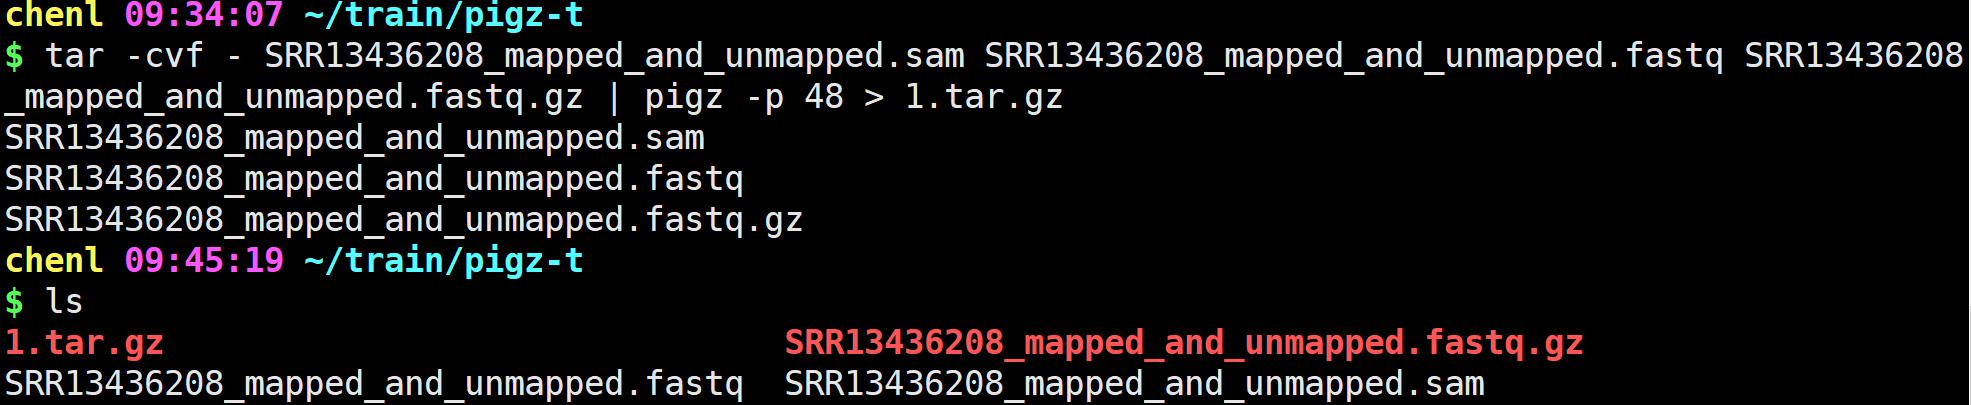 chenl 09:34:07 ~/train/pigz-t
$ tar -cvf - SRR13436208_mapped_and_unmapped.sam SRR13436208_mapped_and_unmapped.fastq SRR13436208
_mapped_and_unmapped.fastq.gz | pigz -p 48 > 1.tar.gz
SRR13436208_mapped_and_unmapped.sam
SRR13436208_mapped_and_unmapped.fastq
SRR13436208_mapped_and_unmapped.fastq.gz
chenl 09:45:19 ~/train/pigz-t
$ ls
1.tar.gz SRR13436208_mapped_and_unmapped.fastq.gz
SRR13436208_mapped_and_unmapped.fastq SRR13436208_mapped_and_unmapped.sam